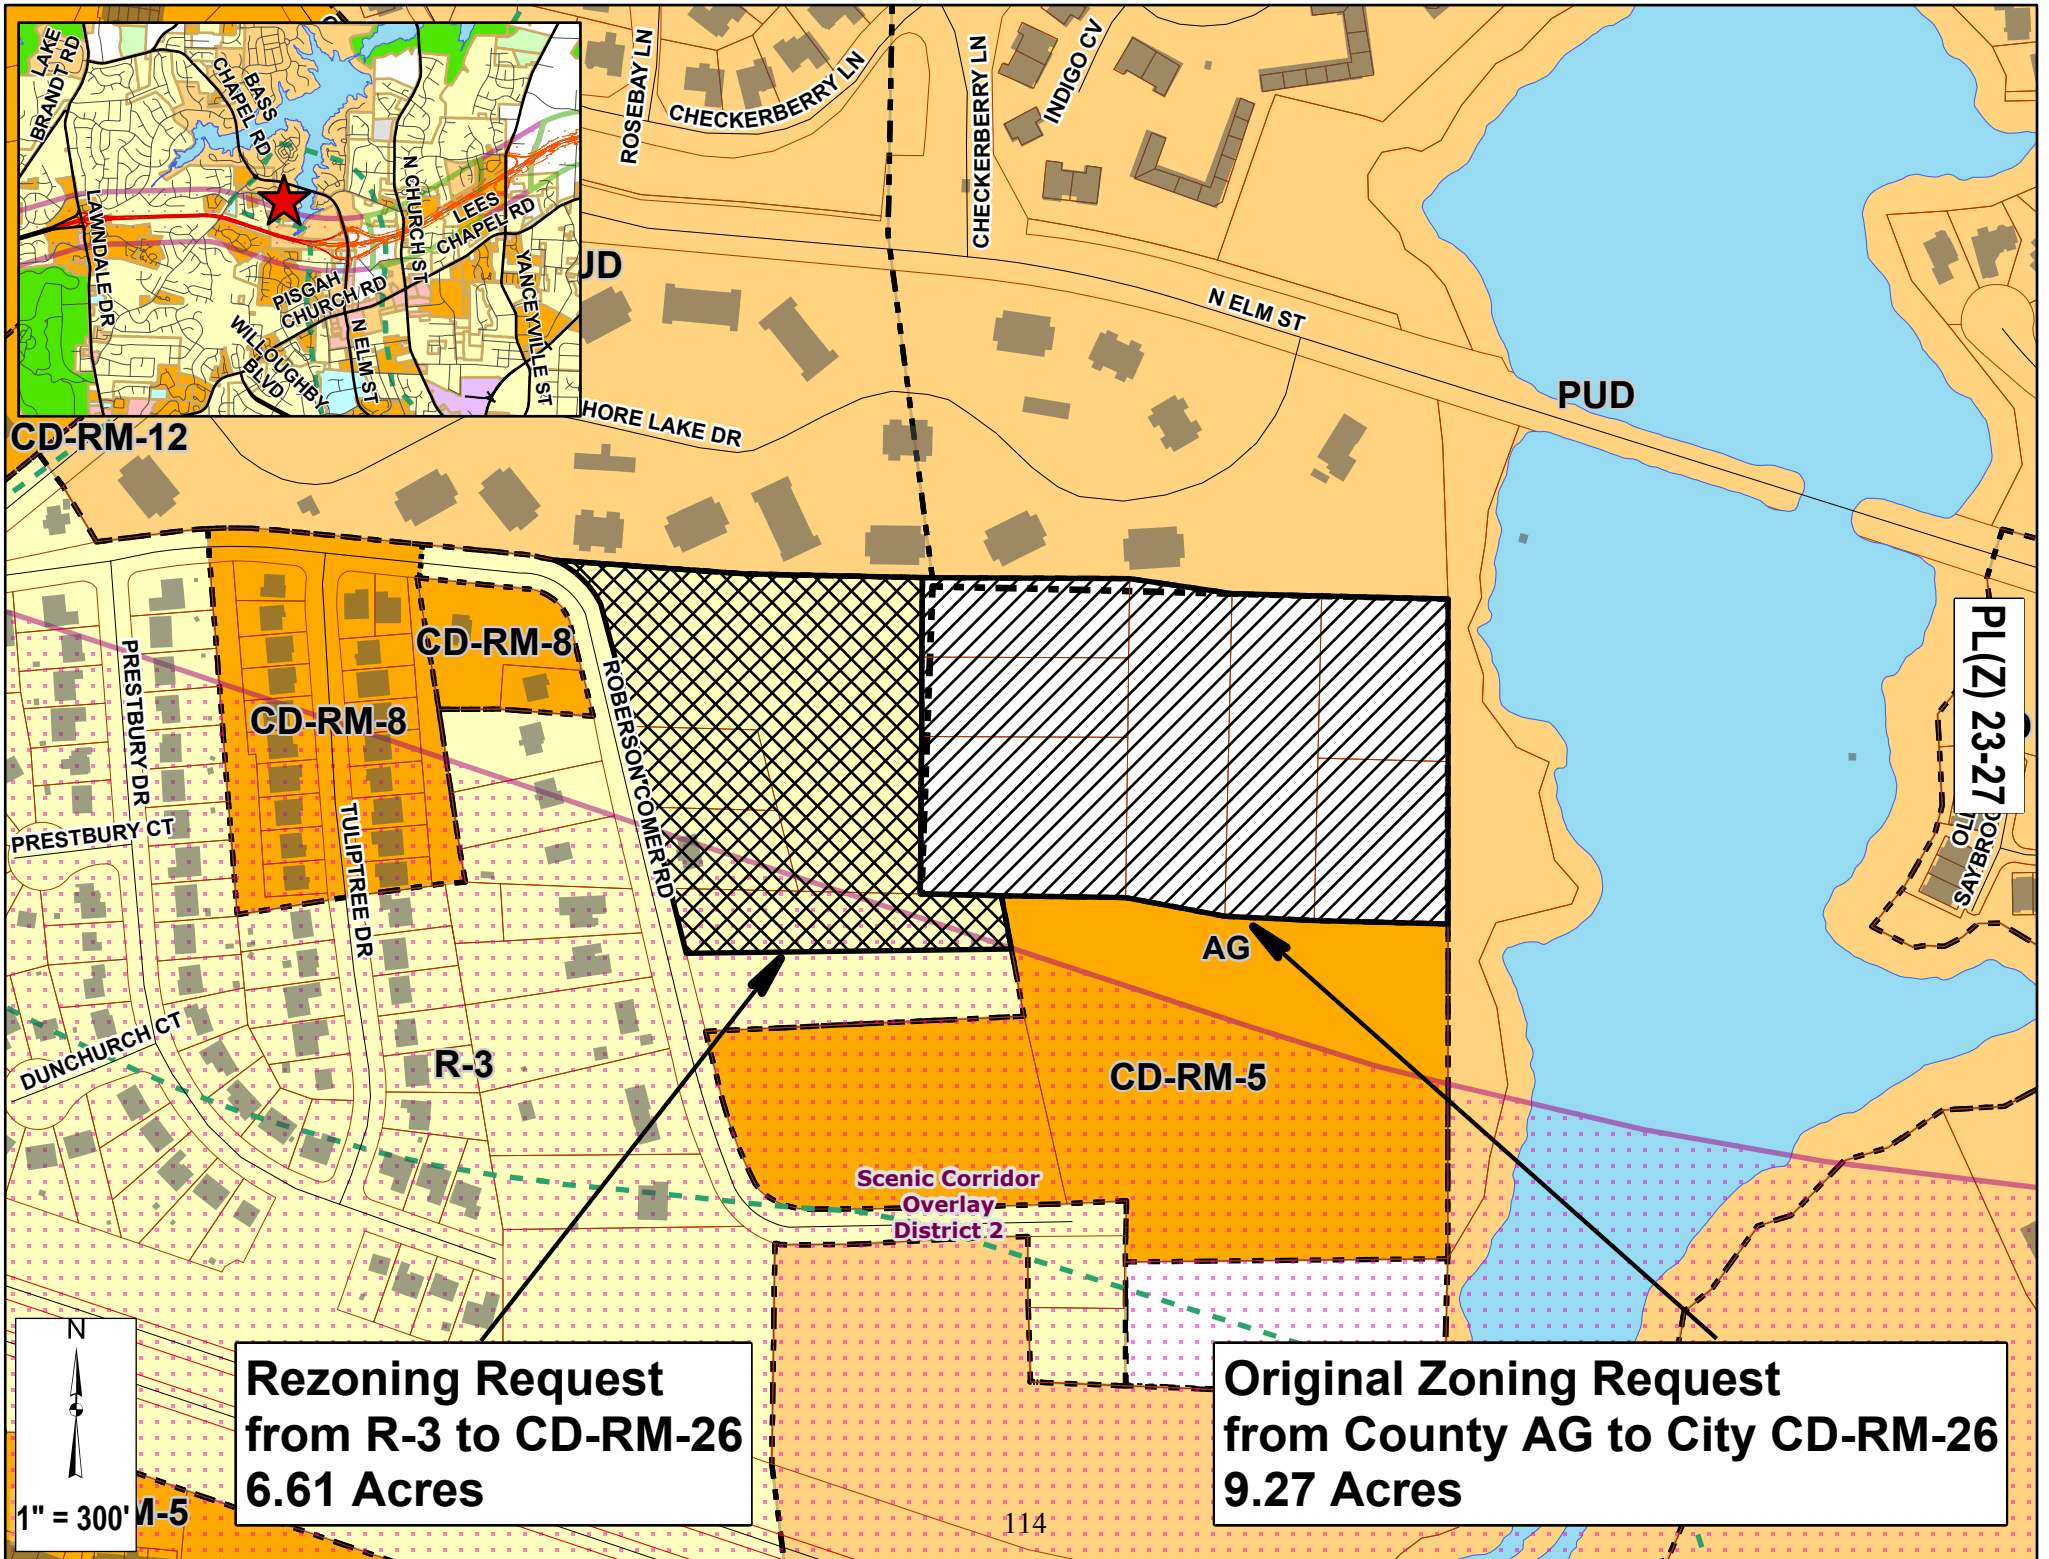 LAKE
BRANDT RD
BASS
CHAPEL RD
N CHURCH ST
LEES
CHAPEL RD
LAWNDALE DR
PISGAH
CHURCH RD
N ELM ST
WILLOUGHBY
BLVD
YANCEYVILLE ST
ROSEBAY LN
CHECKERBERRY LN
CHECKERBERRY LN
INDIGO CV
UD
N ELM ST
PUD
HORE LAKE DR
CD-RM-12
CD-RM-8
CD-RM-8
PRESTBURY DR
PRESTBURY CT
TULIPTREE DR
ROBERSON COMER RD
DUNCHURCH CT
R-3
AG
CD-RM-5
Scenic Corridor
Overlay
District 2
PL(Z) 23-27
OLD
SAYBROO
N
1" = 300'
M-5
Rezoning Request
from R-3 to CD-RM-26
6.61 Acres
Original Zoning Request
from County AG to City CD-RM-26
9.27 Acres
114